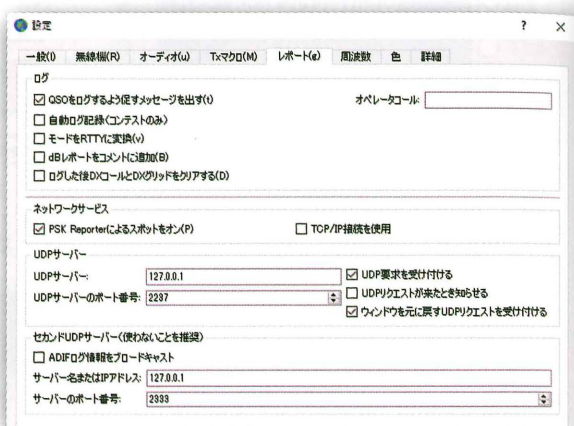 設定 ? ×
一般(l) 無線機(R) オーディオ(u) Txマクロ(M) レポート(e) 周波数 色 詳細
ログ
QSOをログするよう促すメッセージを出す(t) オペレータコール:
自動ログ記録(コンテストのみ)
モードをRTTYに変換(v)
dBレポートをコメントに追加(B)
ログした後DXコールとDXグリッドをクリアする(D)
ネットワークサービス
PSK Reporterによるスポットをオン(P) TCP/IP接続を使用
UDPサーバー
UDPサーバー: 127.0.0.1 UDP要求を受け付ける
UDPサーバーのポート番号: 2237 UDPリクエストが来たとき知らせる
ウィンドウを元に戻すUDPリクエストを受け付ける
セカンドUDPサーバー(使わないことを推奨)
ADIFログ情報をブロードキャスト
サーバー名またはIPアドレス: 127.0.0.1
サーバーのポート番号: 2333